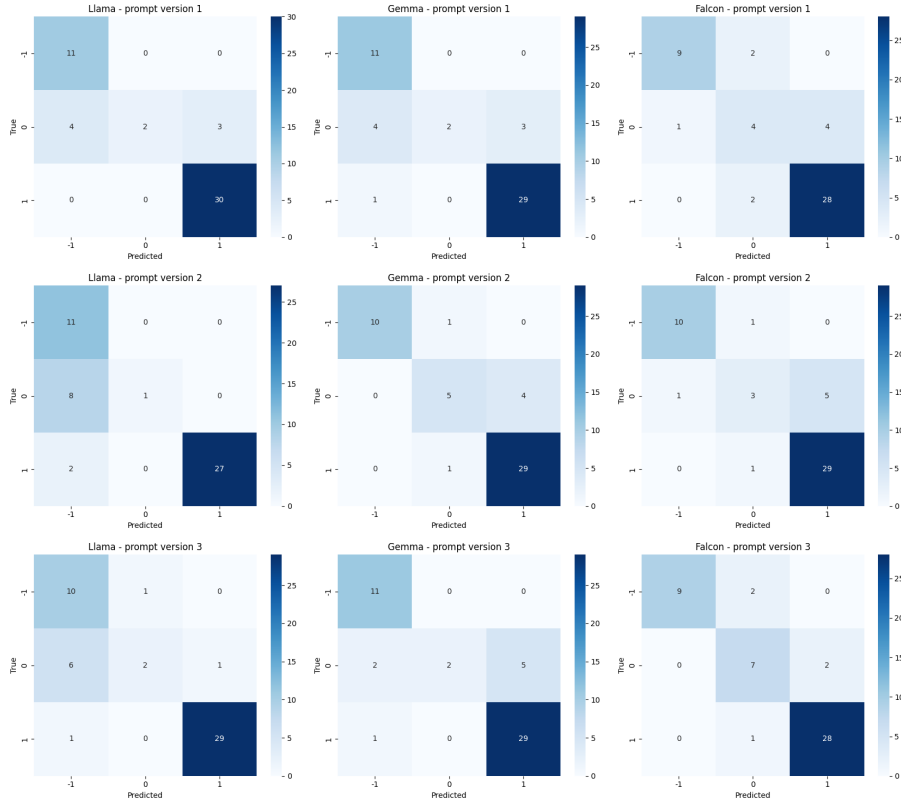 Llama - prompt version 1
-1 0 1
True
11 0 0
4 2 3
0 0 30
-1 0 1
Predicted
30
25
20
15
10
5
0
Gemma - prompt version 1
-1 0 1
True
11 0 0
4 2 3
1 0 29
-1 0 1
Predicted
25
20
15
10
5
0
Falcon - prompt version 1
-1 0 1
True
9 2 0
1 4 4
0 2 28
-1 0 1
Predicted
25
20
15
10
5
0
Llama - prompt version 2
-1 0 1
True
11 0 0
8 1 0
2 0 27
-1 0 1
Predicted
25
20
15
10
5
0
Gemma - prompt version 2
-1 0 1
True
10 1 0
0 5 4
0 1 29
-1 0 1
Predicted
25
20
15
10
5
0
Falcon - prompt version 2
-1 0 1
True
10 1 0
1 3 5
0 1 29
-1 0 1
Predicted
25
20
15
10
5
0
Llama - prompt version 3
-1 0 1
True
10 1 0
6 2 1
1 0 29
-1 0 1
Predicted
25
20
15
10
5
0
Gemma - prompt version 3
-1 0 1
True
11 0 0
2 2 5
1 0 29
-1 0 1
Predicted
25
20
15
10
5
0
Falcon - prompt version 3
-1 0 1
True
9 2 0
0 7 2
0 1 28
-1 0 1
Predicted
25
20
15
10
5
0